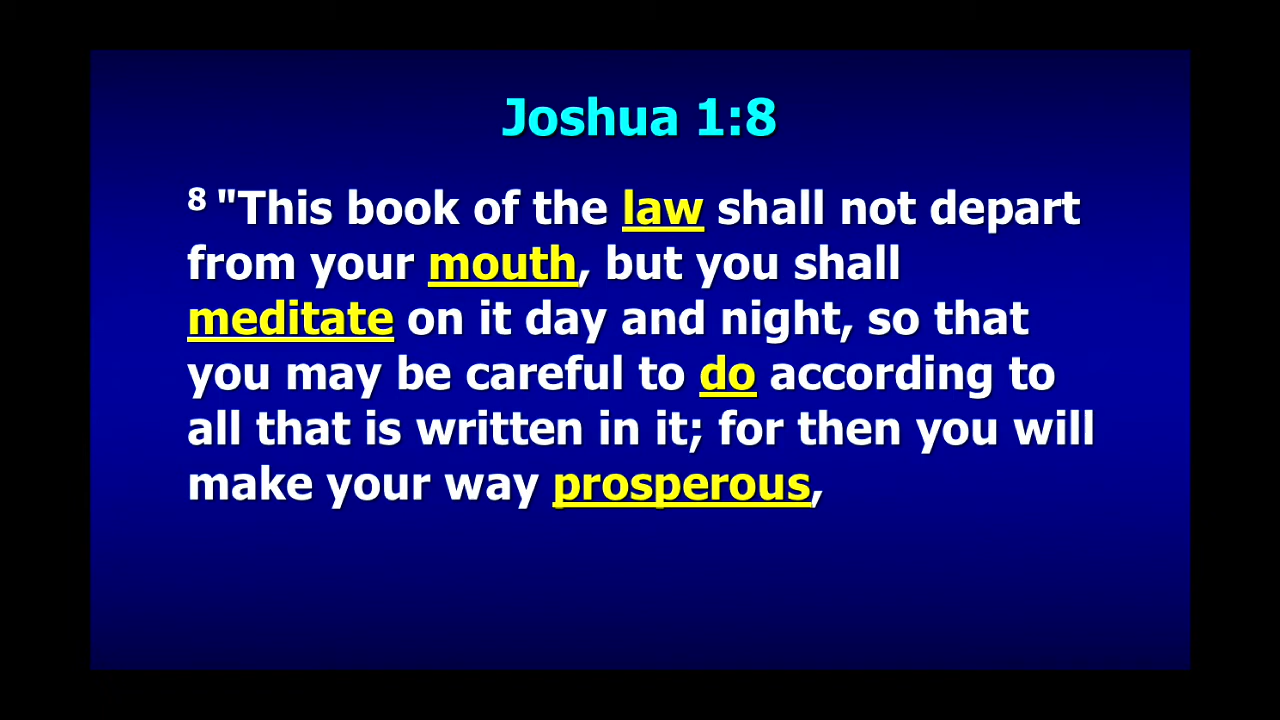 Joshua 1:8
8 "This book of the law shall not depart
from your mouth, but you shall
meditate on it day and night, so that
you may be careful to do according to
all that is written in it; for then you will
make your way prosperous,